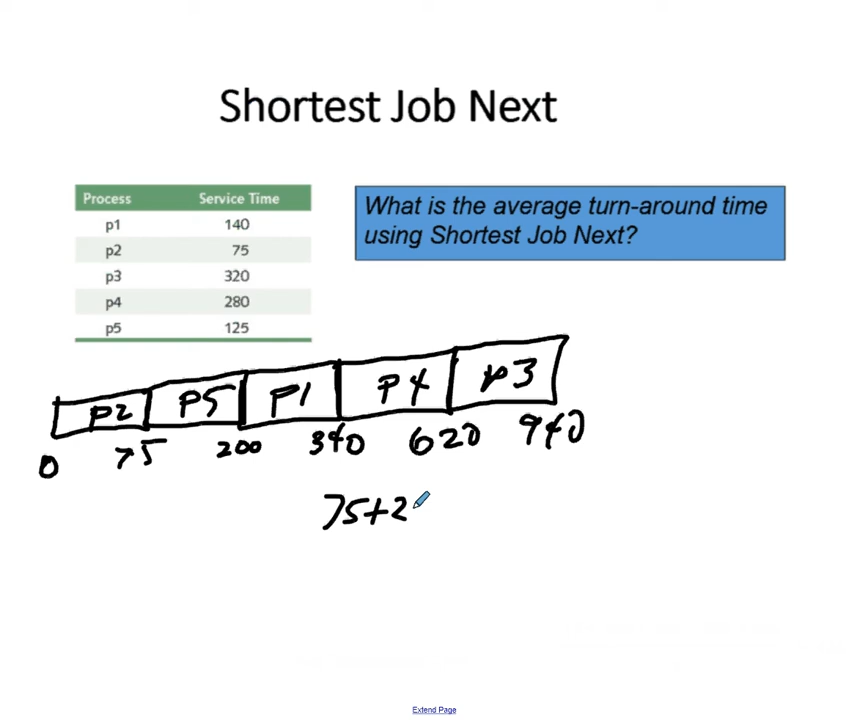 Shortest Job Next
Process Service Time
p1 140
p2 75
p3 320
p4 280
p5 125
What is the average turn-around time
using Shortest Job Next?
p2 p5 p1 p4 p3
0 75 200 340 620 940
75+2
Extend Page